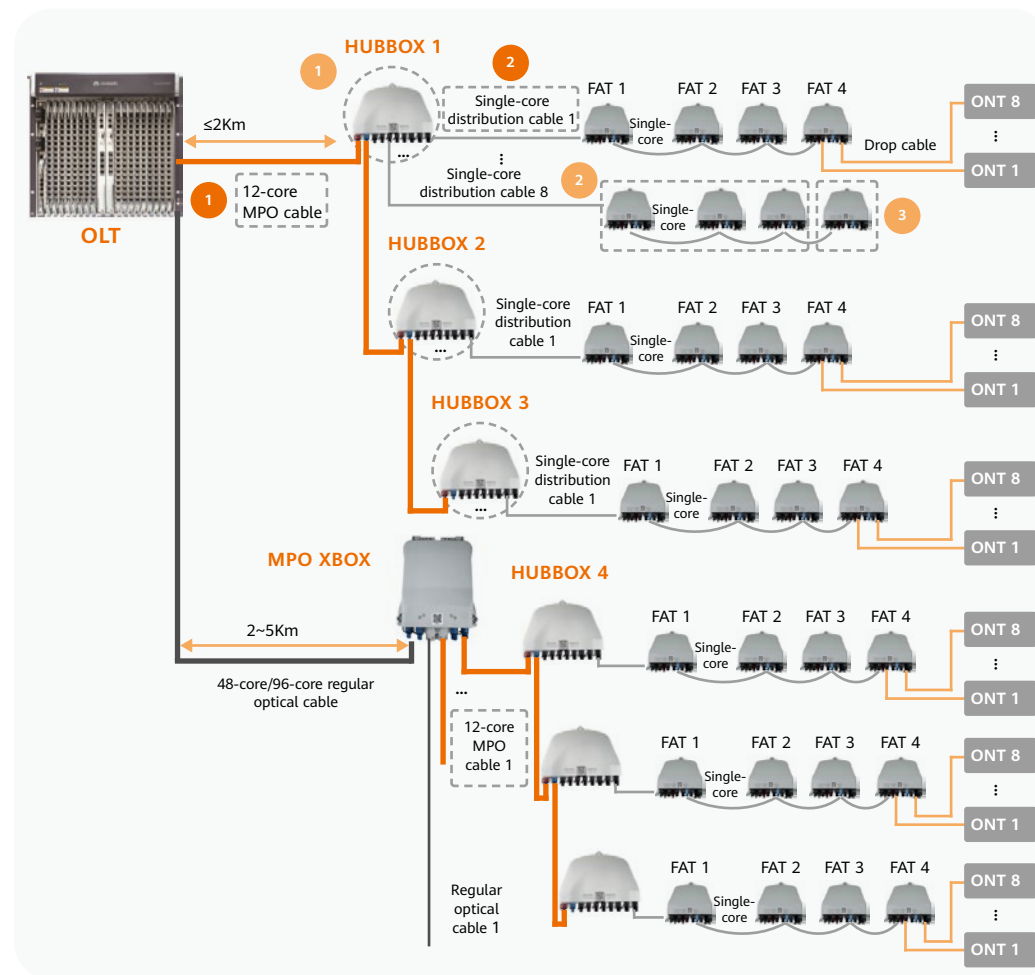 HUBBOX 1
1
2
Single-core
distribution cable 1
FAT 1
FAT 2
FAT 3
FAT 4
Single-
core
Drop cable
ONT 8
...
ONT 1
≤2Km
1
12-core
MPO cable
OLT
...
Single-core
distribution cable 8
2
Single-
core
3
HUBBOX 2
...
Single-core
distribution
cable 1
FAT 1
FAT 2
FAT 3
FAT 4
Single-
core
ONT 8
...
ONT 1
HUBBOX 3
...
Single-core
distribution
cable 1
FAT 1
FAT 2
FAT 3
FAT 4
Single-
core
ONT 8
...
ONT 1
MPO XBOX
2~5Km
48-core/96-core regular
optical cable
...
12-core
MPO
cable 1
Regular
optical
cable 1
HUBBOX 4
FAT 1
FAT 2
FAT 3
FAT 4
Single-
core
ONT 8
...
ONT 1
FAT 1
FAT 2
FAT 3
FAT 4
Single-
core
ONT 8
...
ONT 1
FAT 1
FAT 2
FAT 3
FAT 4
Single-
core
ONT 8
...
ONT 1